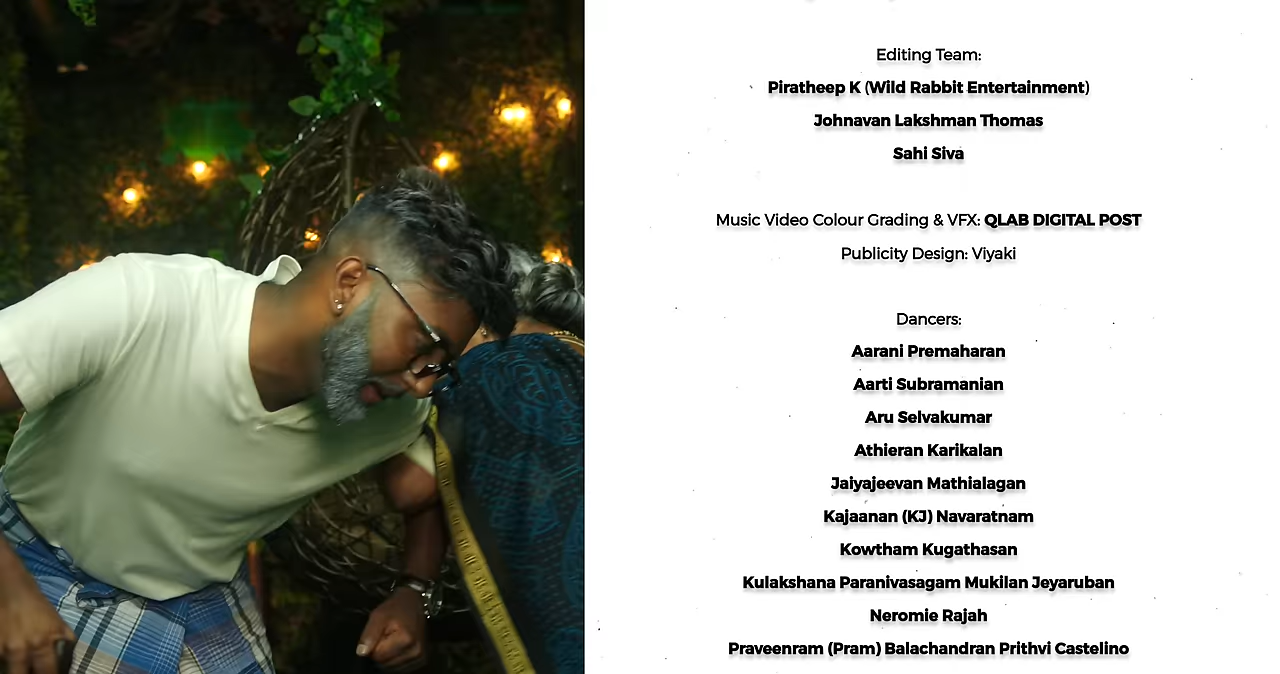 Editing Team:
Piratheep K (Wild Rabbit Entertainment)
Johnavan Lakshman Thomas
Sahi Siva
Music Video Colour Grading & VFX: QLAB DIGITAL POST
Publicity Design: Viyaki
Dancers:
Aarani Premaharan
Aarti Subramanian
Aru Selvakumar
Athieran Karikalan
Jaiyajeevan Mathialagan
Kajaanan (KJ) Navaratnam
Kowtham Kugathasan
Kulakshana Paranivasagam Mukilan Jeyaruban
Neromie Rajah
Praveenram (Pram) Balachandran Prithvi Castelino